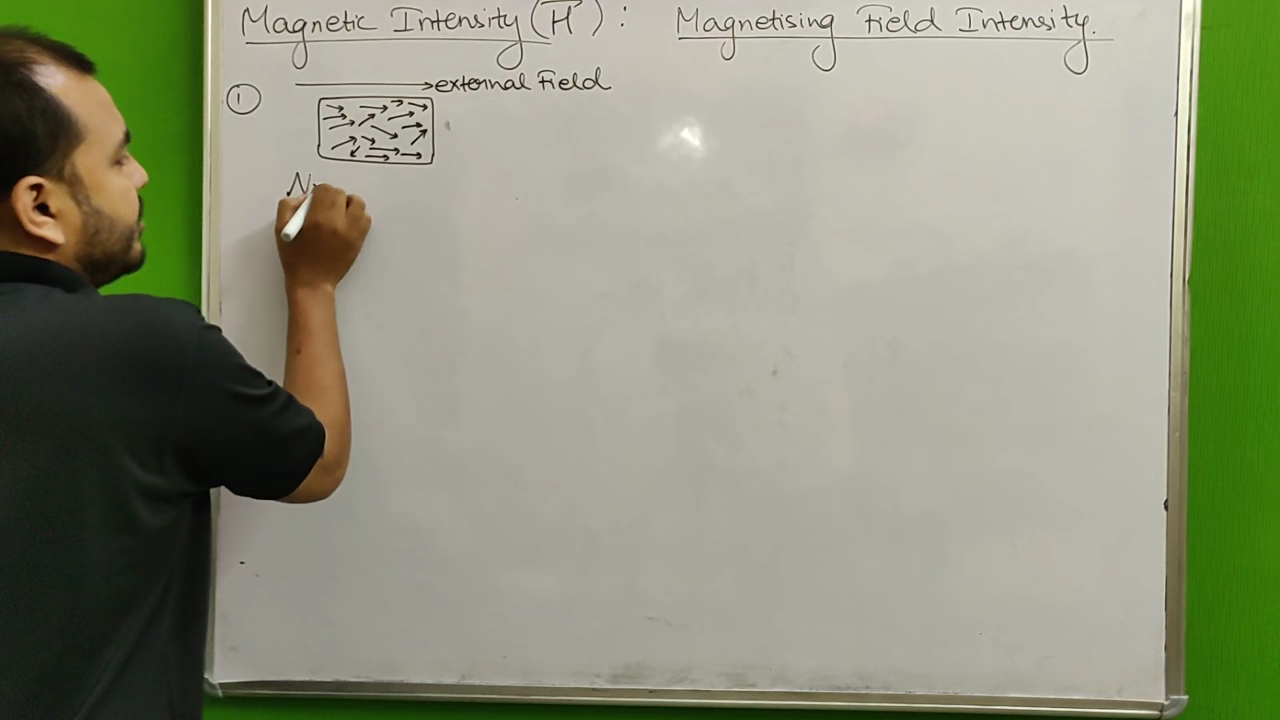 Magnetic Intensity (H⃗) : Magnetising Field Intensity.
① external Field